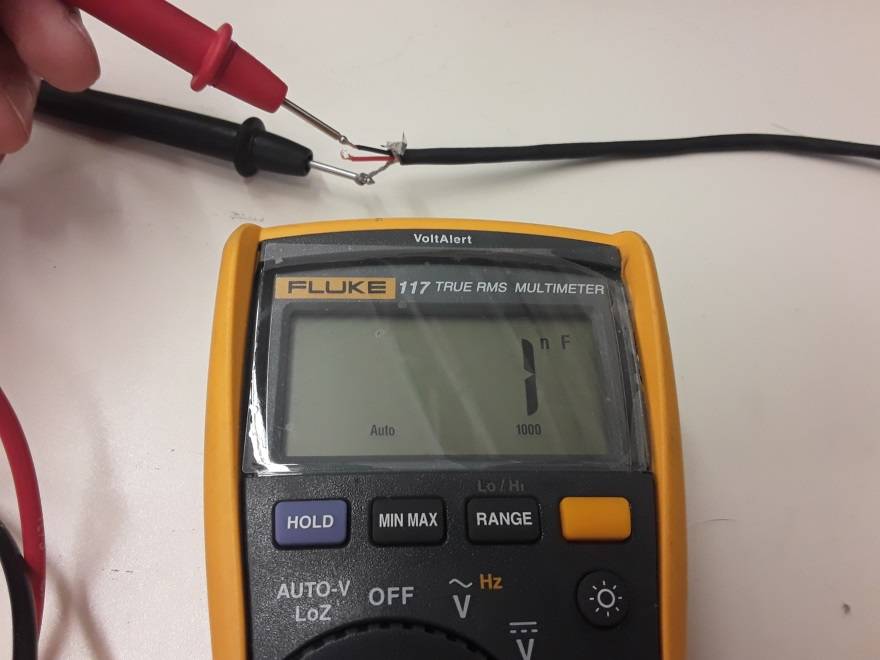 VoltAlert
FLUKE 117 TRUE RMS MULTIMETER
1 n F
Auto 1000
Lo / Hi
HOLD MIN MAX RANGE
AUTO-V
LoZ
OFF
Hz
V
V